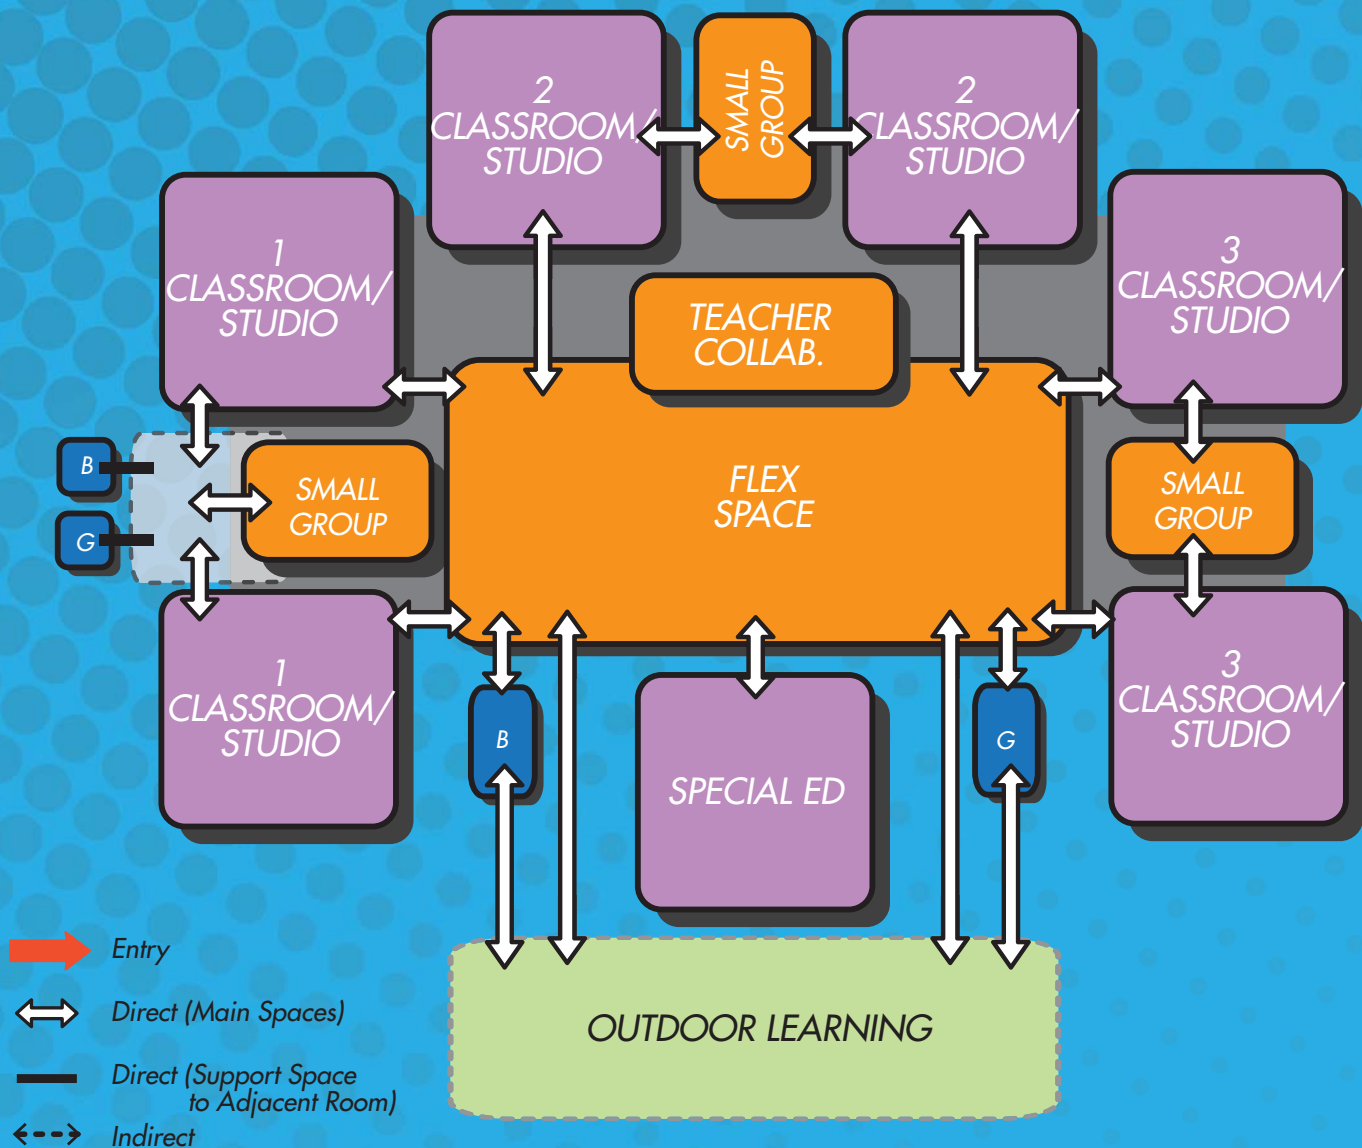 2
CLASSROOM/
STUDIO
SMALL
GROUP
2
CLASSROOM/
STUDIO
1
CLASSROOM/
STUDIO
3
CLASSROOM/
STUDIO
TEACHER
COLLAB.
B
G
SMALL
GROUP
FLEX
SPACE
SMALL
GROUP
1
CLASSROOM/
STUDIO
B
SPECIAL ED
G
3
CLASSROOM/
STUDIO
OUTDOOR LEARNING
Entry
Direct (Main Spaces)
Direct (Support Space
to Adjacent Room)
Indirect